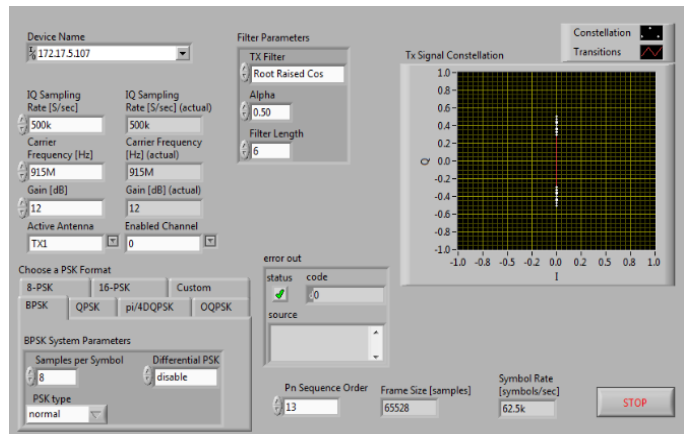 Device Name
172.17.5.107
IQ Sampling
Rate [S/sec]
500k
IQ Sampling
Rate [S/sec] (actual)
500k
Carrier
Frequency [Hz]
915M
Carrier Frequency
[Hz] (actual)
915M
Gain [dB]
12
Gain [dB] (actual)
12
Active Antenna
TX1
Enabled Channel
0
Filter Parameters
TX Filter
Root Raised Cos
Alpha
0.50
Filter Length
6
Constellation
Transitions
Tx Signal Constellation
1.0
0.8
0.6
0.4
0.2
0.0
-0.2
-0.4
-0.6
-0.8
-1.0
Q
-1.0 -0.8 -0.5 -0.2 0.0 0.2 0.5 0.8 1.0
I
Choose a PSK Format
8-PSK 16-PSK Custom
BPSK QPSK pi/4DQPSK OQPSK
BPSK System Parameters
Samples per Symbol
8
Differential PSK
disable
PSK type
normal
error out
status code
0
source
Pn Sequence Order
13
Frame Size [samples]
65528
Symbol Rate
[symbols/sec]
62.5k
STOP